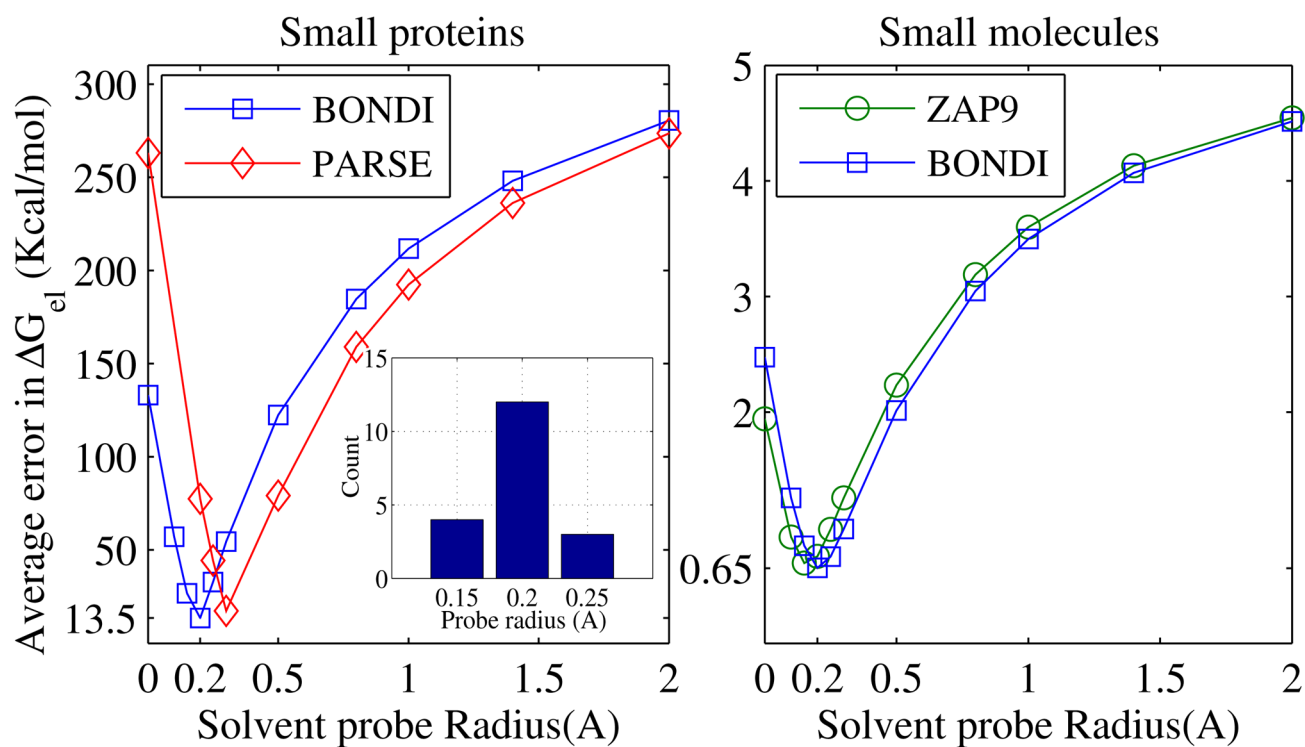 Small proteins
Small molecules
BONDI
PARSE
ZAP9
BONDI
Average error in ΔG el (Kcal/mol)
300
250
200
150
100
50
13.5
0 0.2 0.5 1 1.5 2
Solvent probe Radius(A)
Count
15
10
5
0
0.15 0.2 0.25
Probe radius (A)
5
4
3
2
0.65
0 0.2 0.5 1 1.5 2
Solvent probe Radius(A)